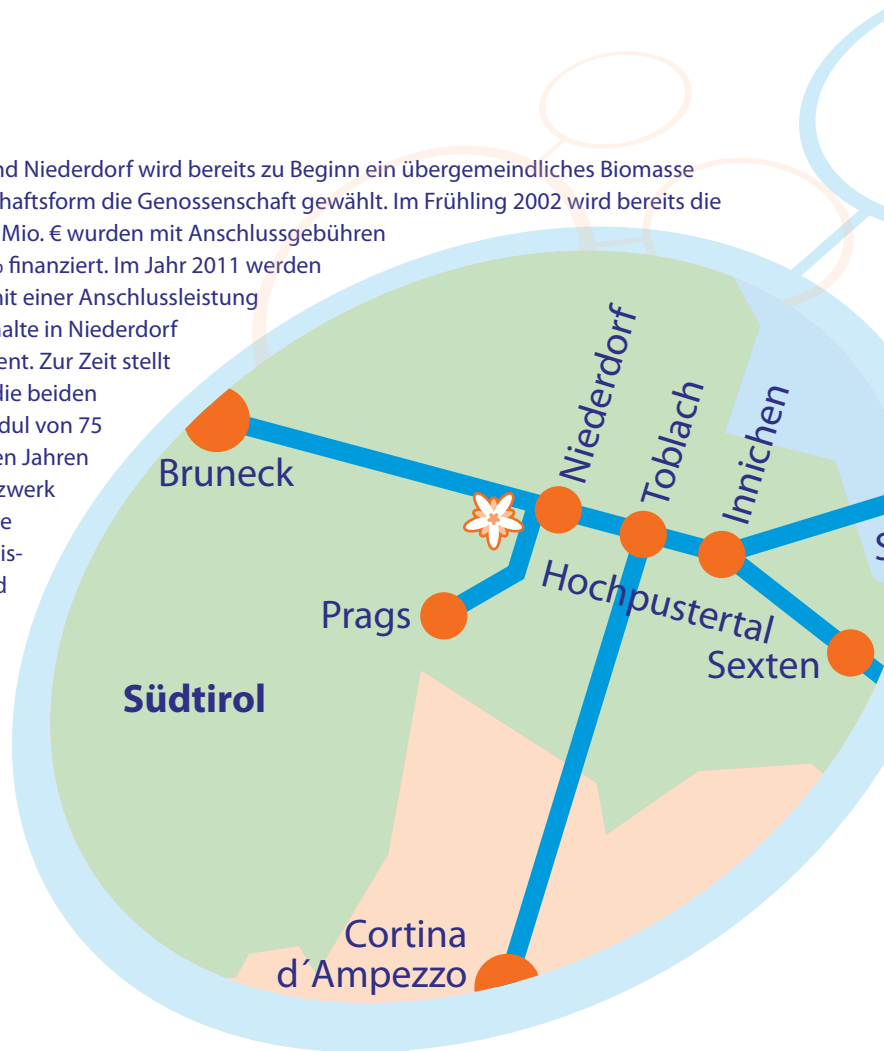 nd Niederdorf wird bereits zu Beginn ein übergemeindliches Biomasse
haftsform die Genossenschaft gewählt. Im Frühling 2002 wird bereits die
Mio. € wurden mit Anschlussgebühren
% finanziert. Im Jahr 2011 werden
nit einer Anschlussleistung
nalte in Niederdorf
ent. Zur Zeit stellt
die beiden
dul von 75
en Jahren
zwerk
e
is-
d
Niederdorf
Toblach
Innichen
Bruneck
S
Hochpustertal
Prags
Sexten
Südtirol
Cortina
d´Ampezzo